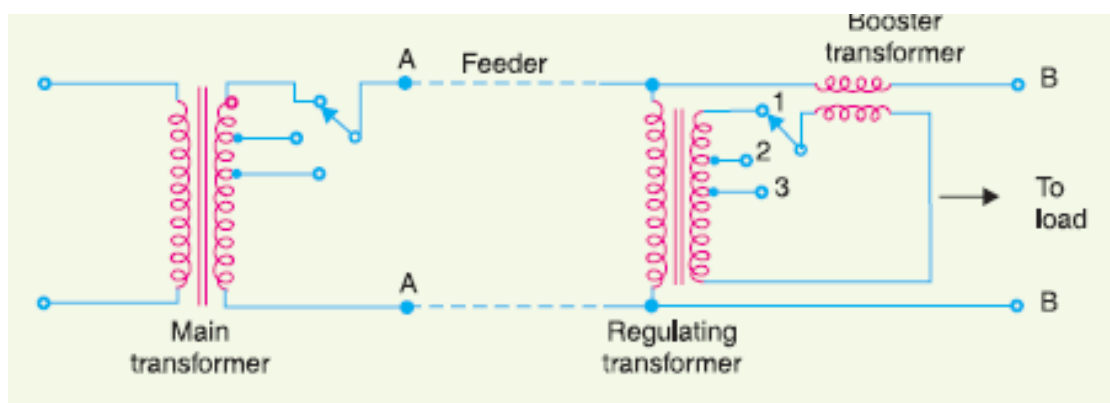 Booster
transformer
A
Feeder
B
1
2
3
To
load
A
B
Main
transformer
Regulating
transformer